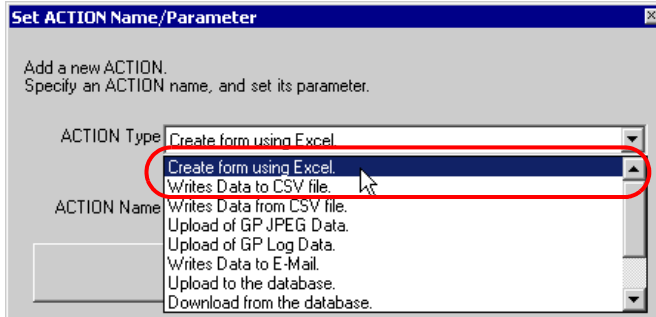 Set ACTION Name/Parameter
Add a new ACTION.
Specify an ACTION name, and set its parameter.
ACTION Type
Create form using Excel.
Create form using Excel.
Writes Data to CSV file.
ACTION Name
Writes Data from CSV file.
Upload of GP JPEG Data.
Upload of GP Log Data.
Writes Data to E-Mail.
Upload to the database.
Download from the database.